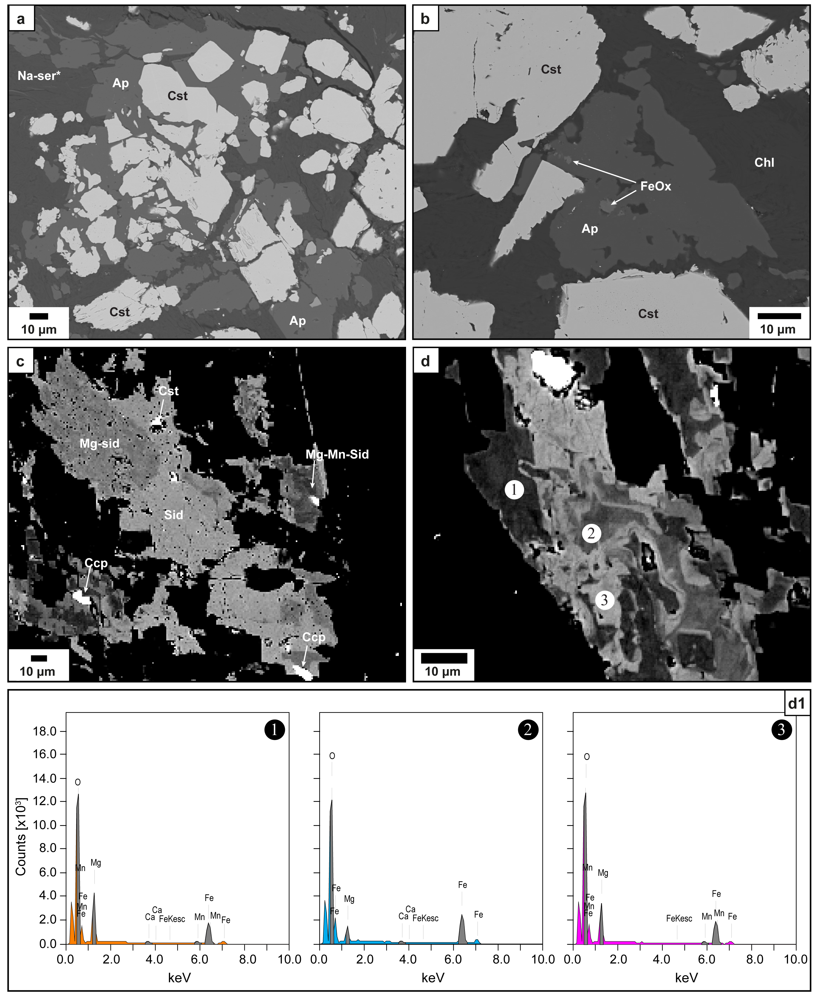 a
Na-ser*
Ap
Cst
Cst
Ap
10 µm
b
Cst
Chl
FeOx
Ap
Cst
10 µm
c
Cst
Mg-sid
Mg-Mn-Sid
Sid
Ccp
Ccp
10 µm
d
1
2
3
10 µm
d1
Counts [x10³]
18.0
16.0
14.0
12.0
10.0
8.0
6.0
4.0
2.0
0.0
1
O
Mn
Mg
Fe
Mn
Fe
Ca
Ca
FeKesc
Mn
Fe
Mn
Fe
0.0 2.0 4.0 6.0 8.0 10.0
keV
2
O
Fe
Fe
Mg
Ca
Ca
FeKesc
Fe
Fe
0.0 2.0 4.0 6.0 8.0 10.0
keV
3
O
Mn
Mg
Fe
Mn
Fe
FeKesc
Mn
Fe
Mn
Fe
0.0 2.0 4.0 6.0 8.0 10.0
keV